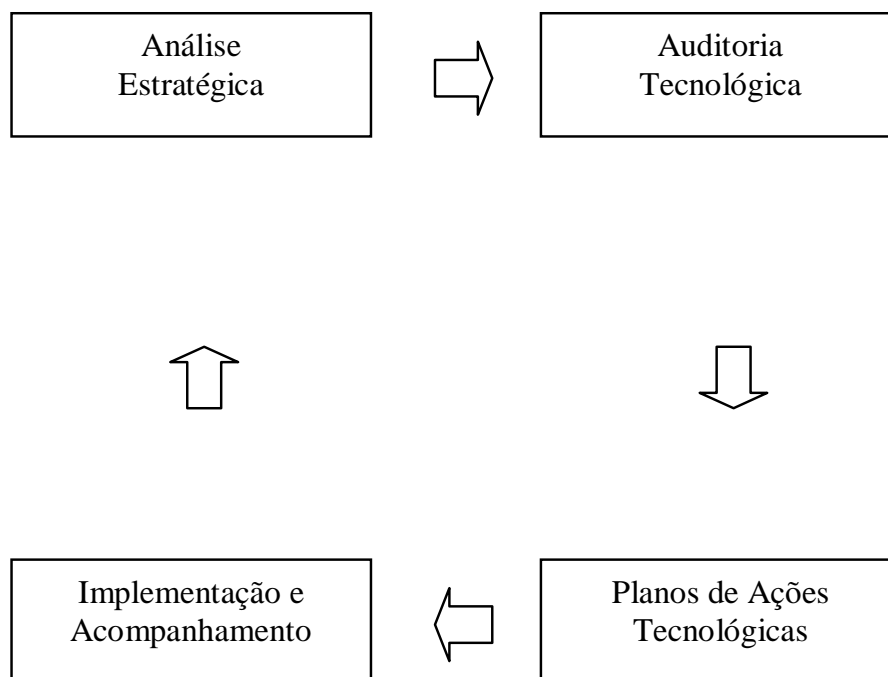 Análise
Estratégica
Auditoria
Tecnológica
Implementação e
Acompanhamento
Planos de Ações
Tecnológicas